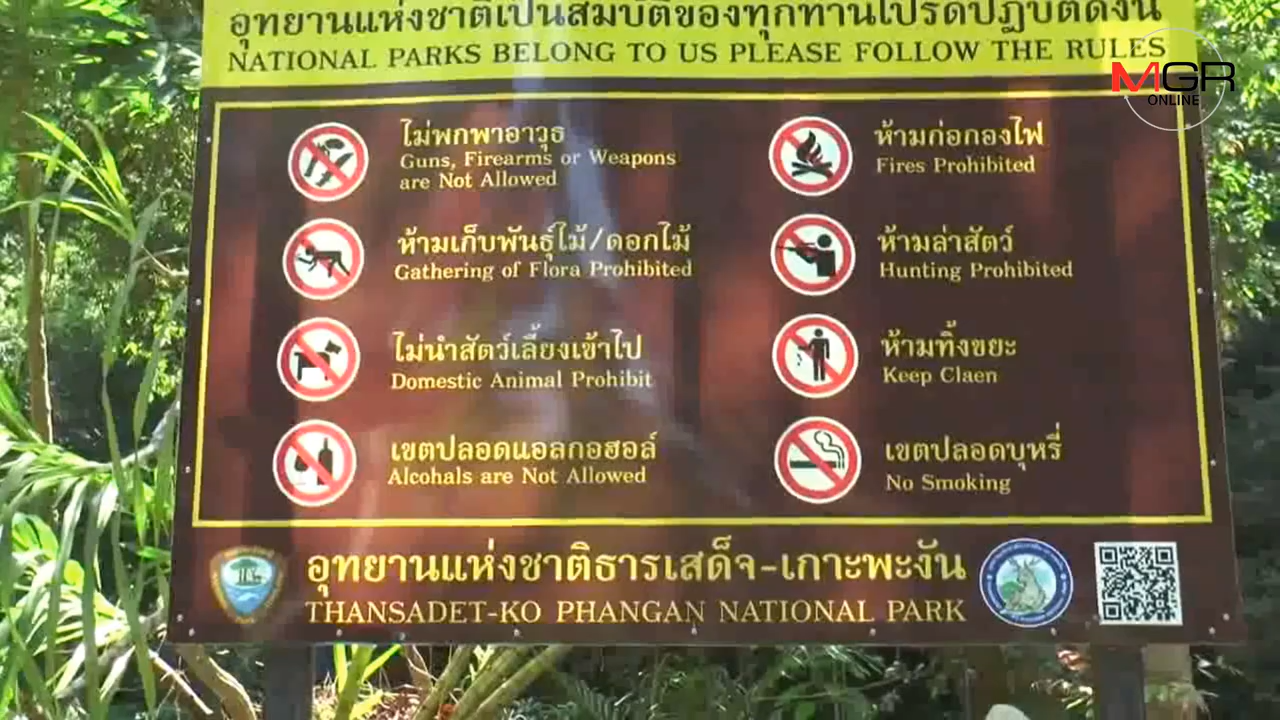 อุทยานแห่งชาติเป็นสมบัติของทุกท่านโปรดปฏิบัติดังนี้
NATIONAL PARKS BELONG TO US PLEASE FOLLOW THE RULES
MGR
ONLINE
ไม่พกพาอาวุธ
Guns, Firearms or Weapons
are Not Allowed
ห้ามก่อกองไฟ
Fires Prohibited
ห้ามเก็บพันธุ์ไม้/ดอกไม้
Gathering of Flora Prohibited
ห้ามล่าสัตว์
Hunting Prohibited
ไม่นำสัตว์เลี้ยงเข้าไป
Domestic Animal Prohibit
ห้ามทิ้งขยะ
Keep Claen
เขตปลอดแอลกอฮอล์
Alcohals are Not Allowed
เขตปลอดบุหรี่
No Smoking
อุทยานแห่งชาติธารเสด็จ-เกาะพะงัน
THANSADET-KO PHANGAN NATIONAL PARK